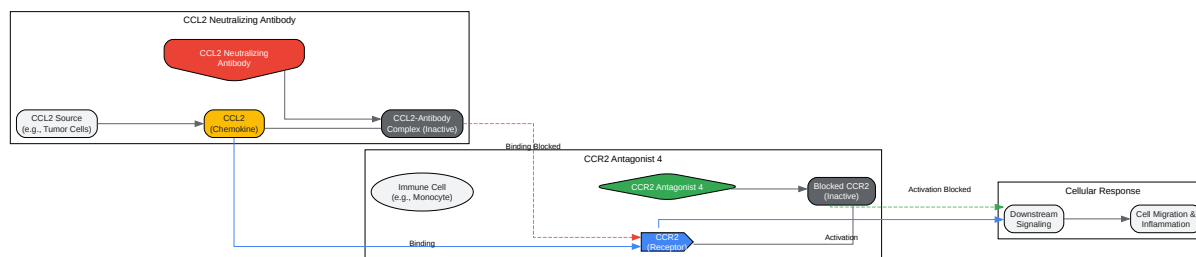 CCL2 Neutralizing Antibody
CCL2 Neutralizing
Antibody
CCL2 Source
(e.g., Tumor Cells)
CCL2
(Chemokine)
CCL2-Antibody
Complex (Inactive)
Binding Blocked
CCR2 Antagonist 4
Immune Cell
(e.g., Monocyte)
CCR2 Antagonist 4
Blocked CCR2
(Inactive)
Activation Blocked
Cellular Response
Downstream
Signaling
Cell Migration &
Inflammation
Binding
CCR2
(Receptor)
Activation